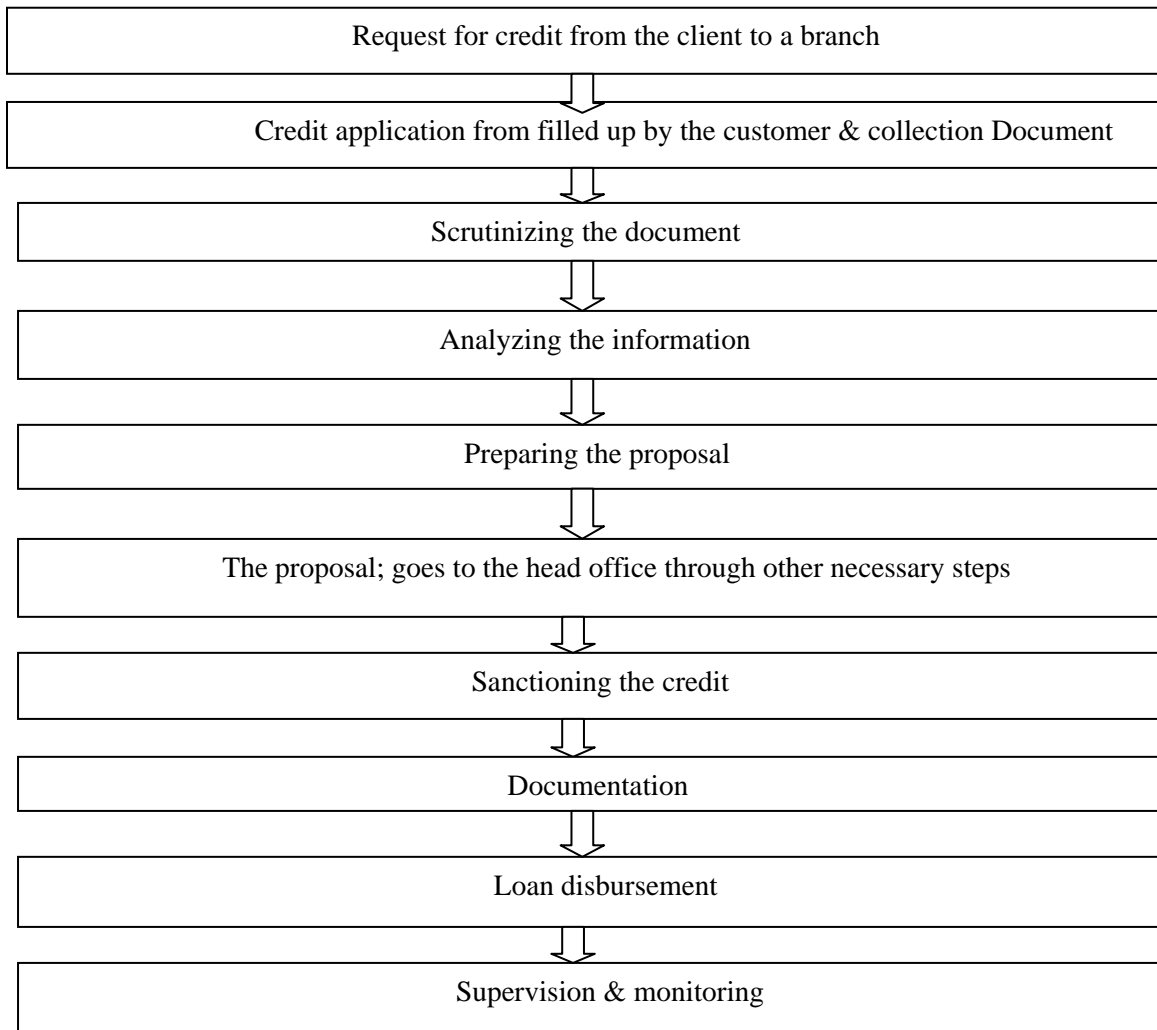 Request for credit from the client to a branch
Credit application from filled up by the customer & collection Document
Scrutinizing the document
Analyzing the information
Preparing the proposal
The proposal; goes to the head office through other necessary steps
Sanctioning the credit
Documentation
Loan disbursement
Supervision & monitoring